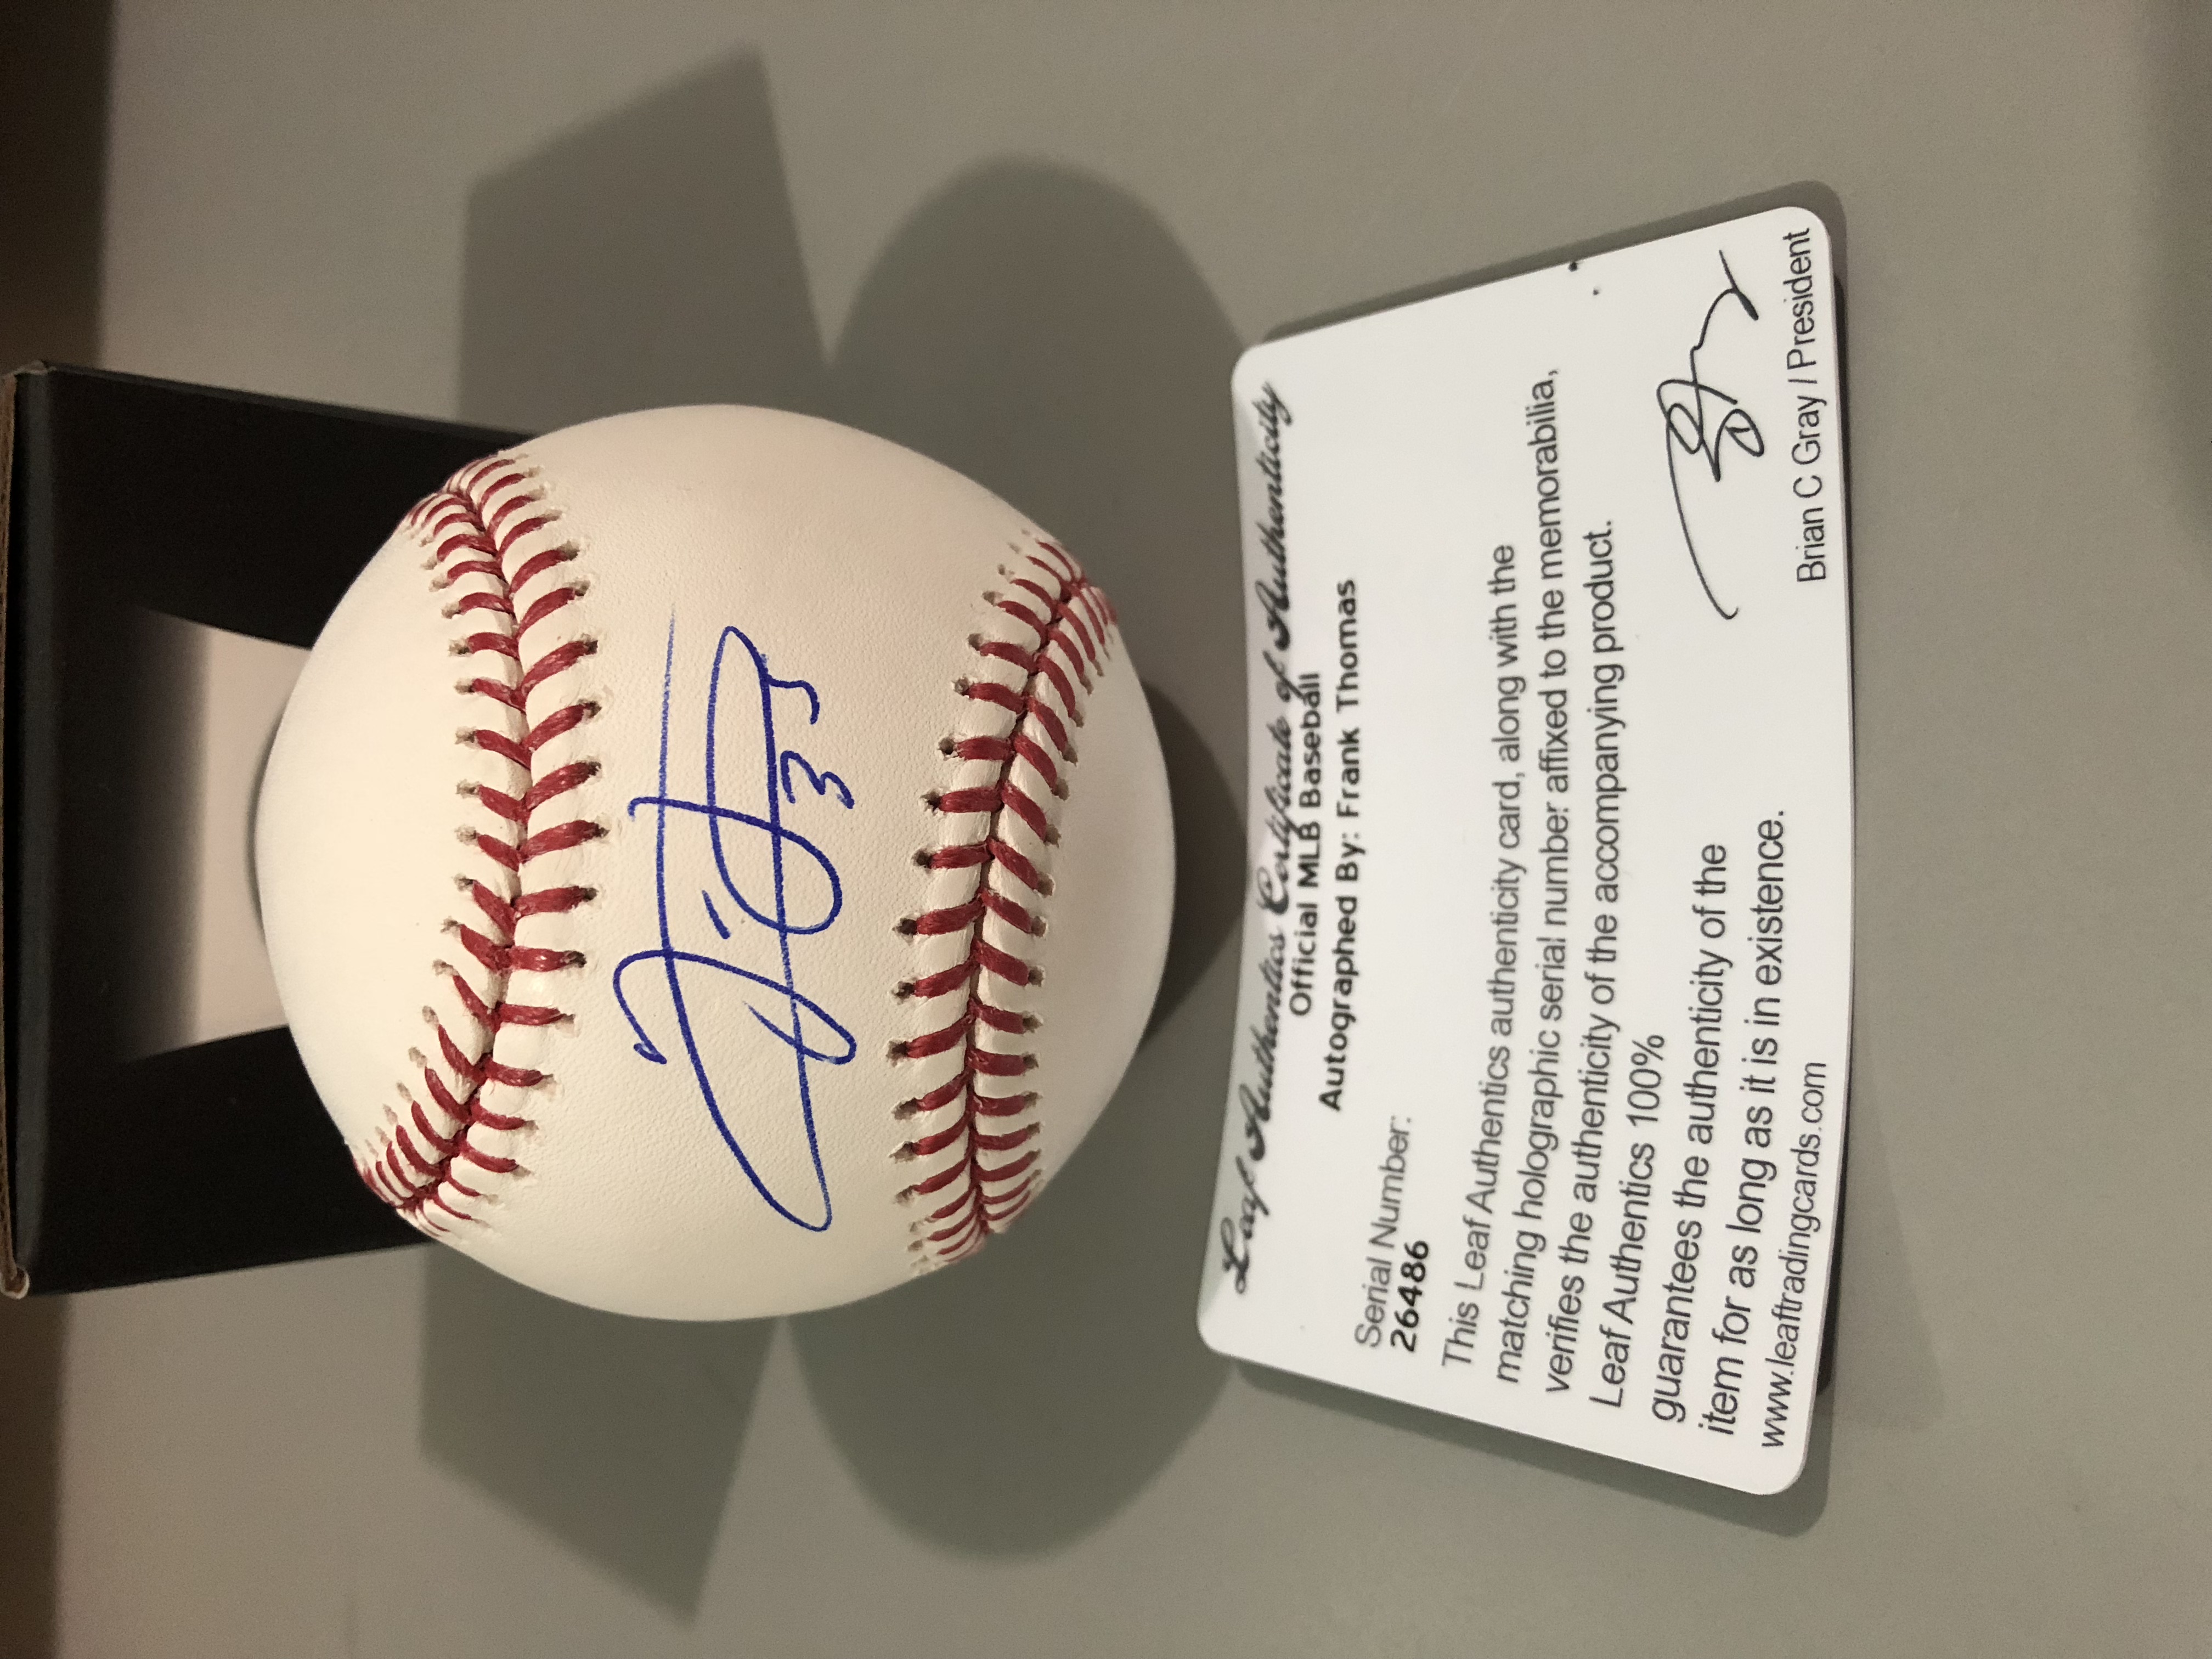 35
Leaf Authentics Certificate of Authenticity
Official MLB Baseball
Autographed By: Frank Thomas
Serial Number:
26486
This Leaf Authentics authenticity card, along with the
matching holographic serial number affixed to the memorabilia,
verifies the authenticity of the accompanying product.
Leaf Authentics 100%
guarantees the authenticity of the
item for as long as it is in existence.
www.leaftradingcards.com
Brian C Gray / President